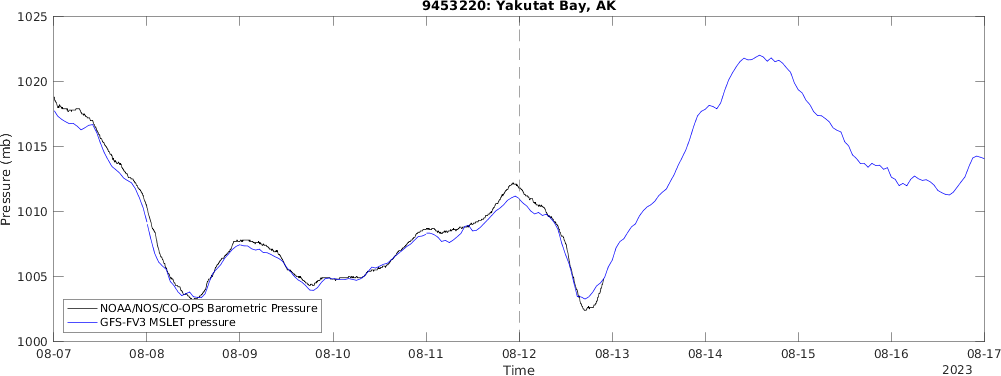 9453220: Yakutat Bay, AK
Pressure (mb)
1025
1020
1015
1010
1005
1000
NOAA/NOS/CO-OPS Barometric Pressure
GFS-FV3 MSLET pressure
08-07 08-08 08-09 08-10 08-11 08-12 08-13 08-14 08-15 08-16 08-17
Time
2023